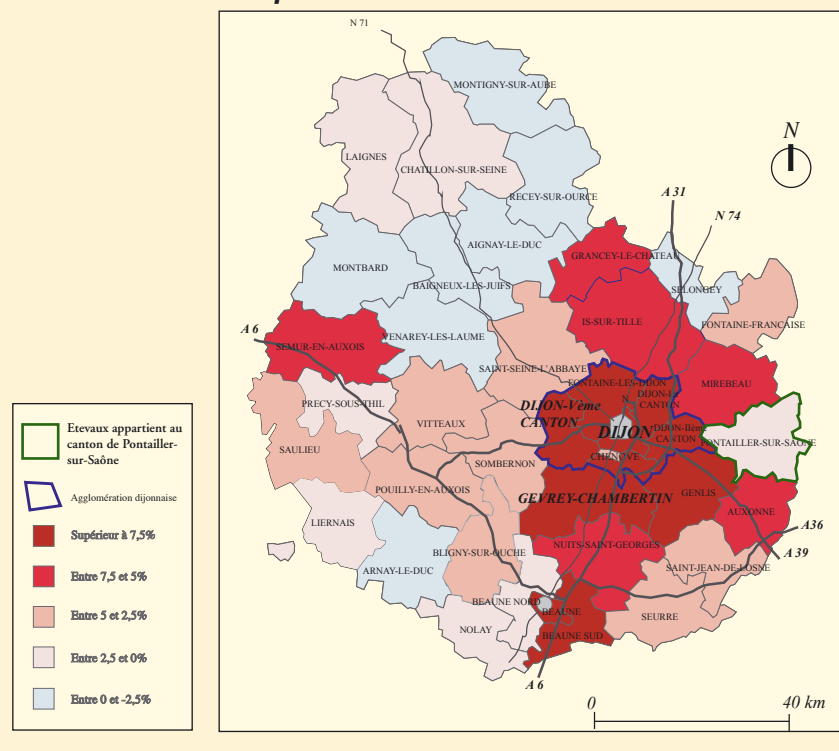 N 71
MONTIGNY-SUR-AUBE
N
LAIGNES
CHATILLON-SUR-SEINE
RECEY-SUR-OURCE
A 31
N 74
AIGNAY-LE-DUC
GRANCEY-LE-CHATEAU
MONTBARD
BAIGNEUX-LES-JUIFS
SELONGEY
A 6
VENAREY-LES-LAUME
IS-SUR-TILLE
FONTAINE-FRANCAISE
SEMUR-EN-AUXOIS
SAINT-SEINE-L'ABBAYE
FONTAINE-LES-DIJON
MIREBEAU
PRECY-SOUS-THIL
DIJON-Vème
CANTON
DIJON-Ier
CANTON
N
VITTEAUX
DIJON
DIJON-IIème
CANTON
PONTAILLER-SUR-SAONE
SAULIEU
SOMBERNON
CHENOVE
POUILLY-EN-AUXOIS
GEVREY-CHAMBERTIN
GENLIS
AUXONNE
LIERNAIS
A36
NUITS-SAINT-GEORGES
BLIGNY-SUR-OUCHE
A39
ARNAY-LE-DUC
SAINT-JEAN-DE-LOSNE
BEAUNE NORD
BEAUNE
SEURRE
NOLAY
BEAUNE SUD
A 6
0
40 km
Etevaux appartient au
canton de Pontailler-
sur-Saône
Agglomération dijonnaise
Supérieur à 7,5%
Entre 7,5 et 5%
Entre 5 et 2,5%
Entre 2,5 et 0%
Entre 0 et -2,5%